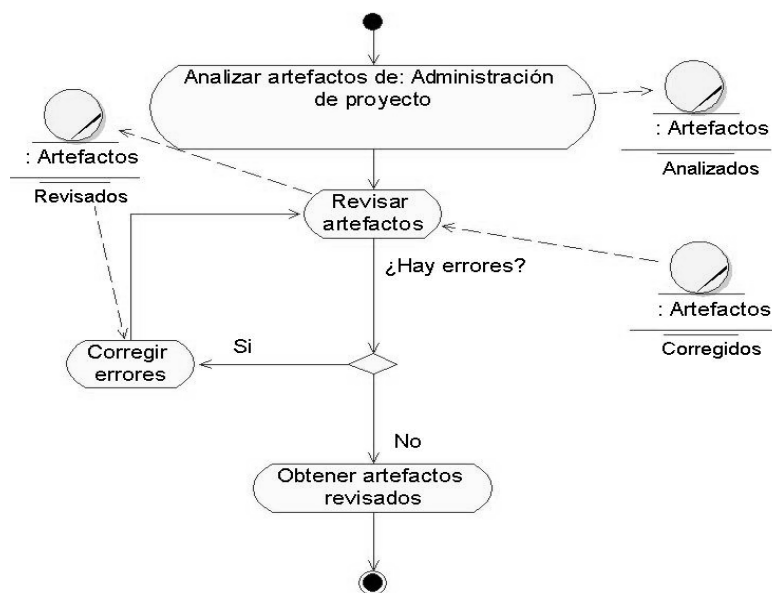 Analizar artefactos de: Administración
de proyecto
: Artefactos
Analizados
: Artefactos
Revisados
Revisar
artefactos
¿Hay errores?
: Artefactos
Corregidos
Corregir
errores
Si
No
Obtener artefactos
revisados